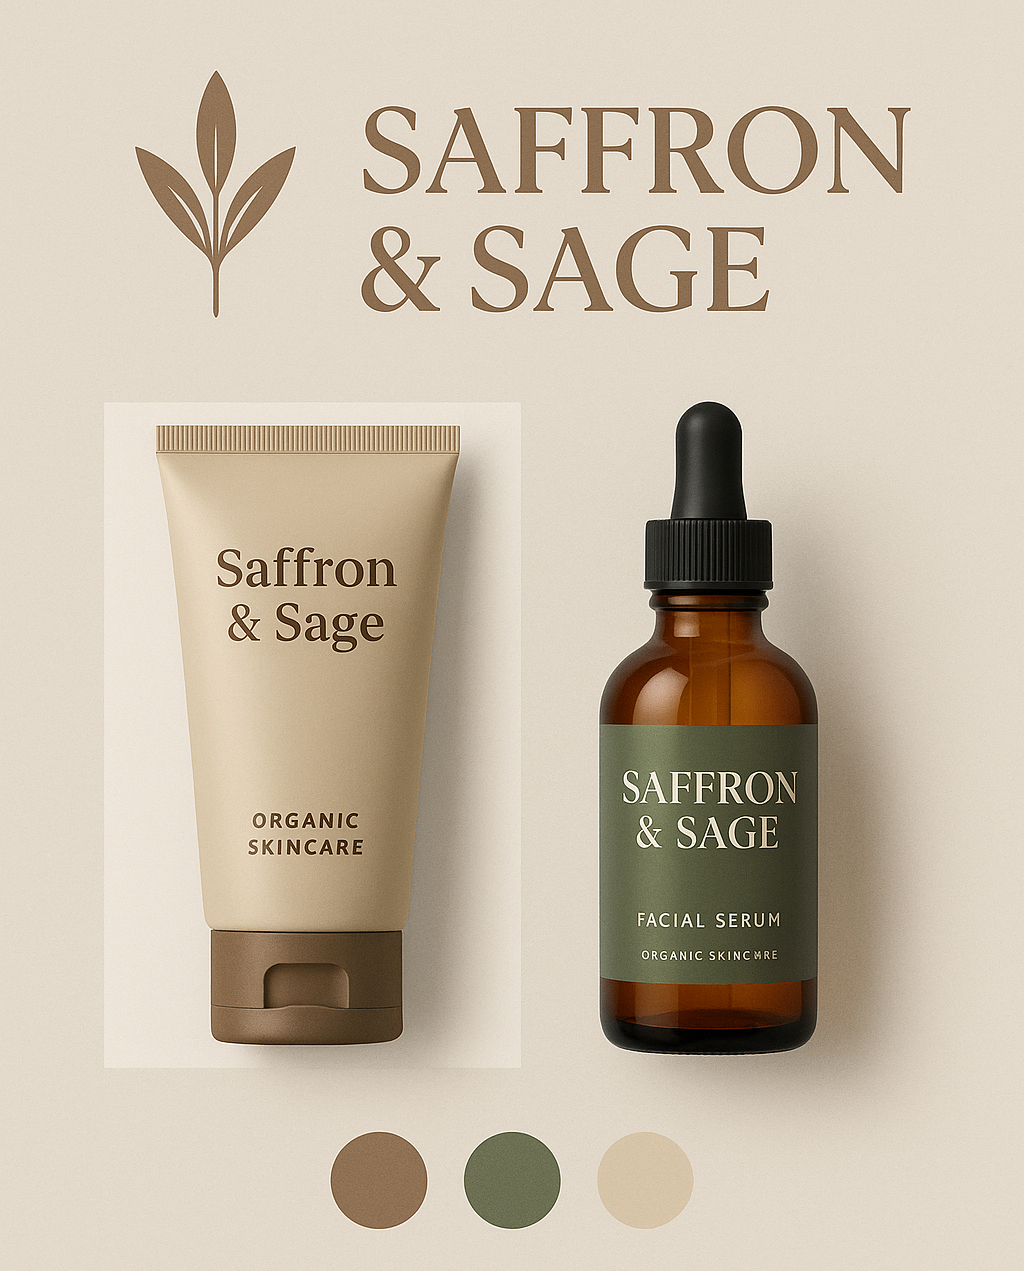 SAFFRON
& SAGE
Saffron
& Sage
ORGANIC
SKINCARE
SAFFRON
& SAGE
FACIAL SERUM
ORGANIC